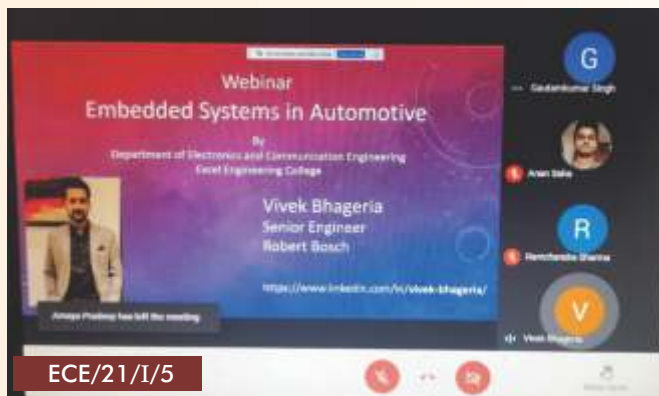 Webinar
Embedded Systems in Automotive
By
Department of Electronics and Communication Engineering
Excel Engineering College
Vivek Bhageria
Senior Engineer
Robert Bosch
https://www.linkedin.com/in/vivek-bhageria/
Amaya Pradeep has left the meeting
G
Gautamkumar Singh
R
Ramchandra Sharma
V
Vivek Bhageria
ECE/21/I/5